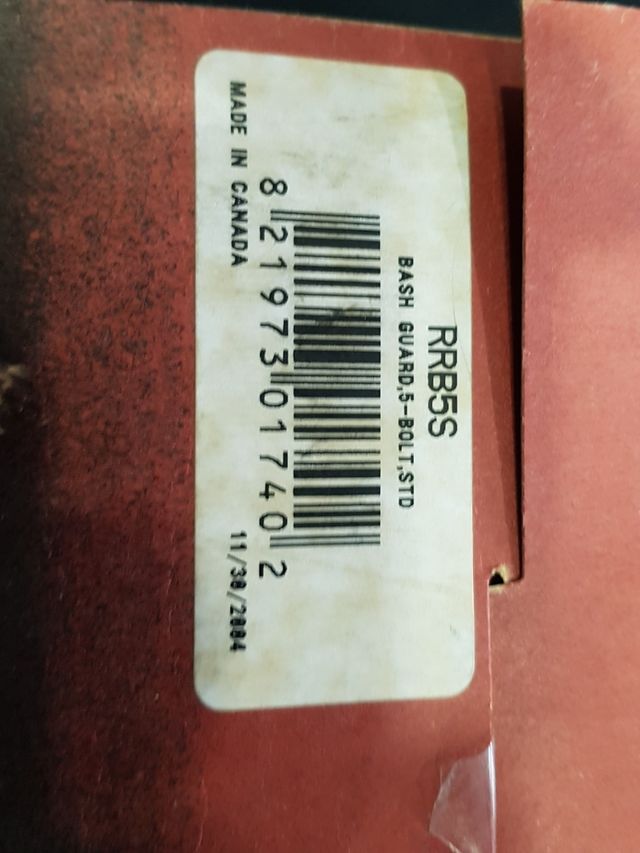 RRB5S
BASH GUARD,5-BOLT,STD
8 21973 01740 2
MADE IN CANADA 11/30/2004